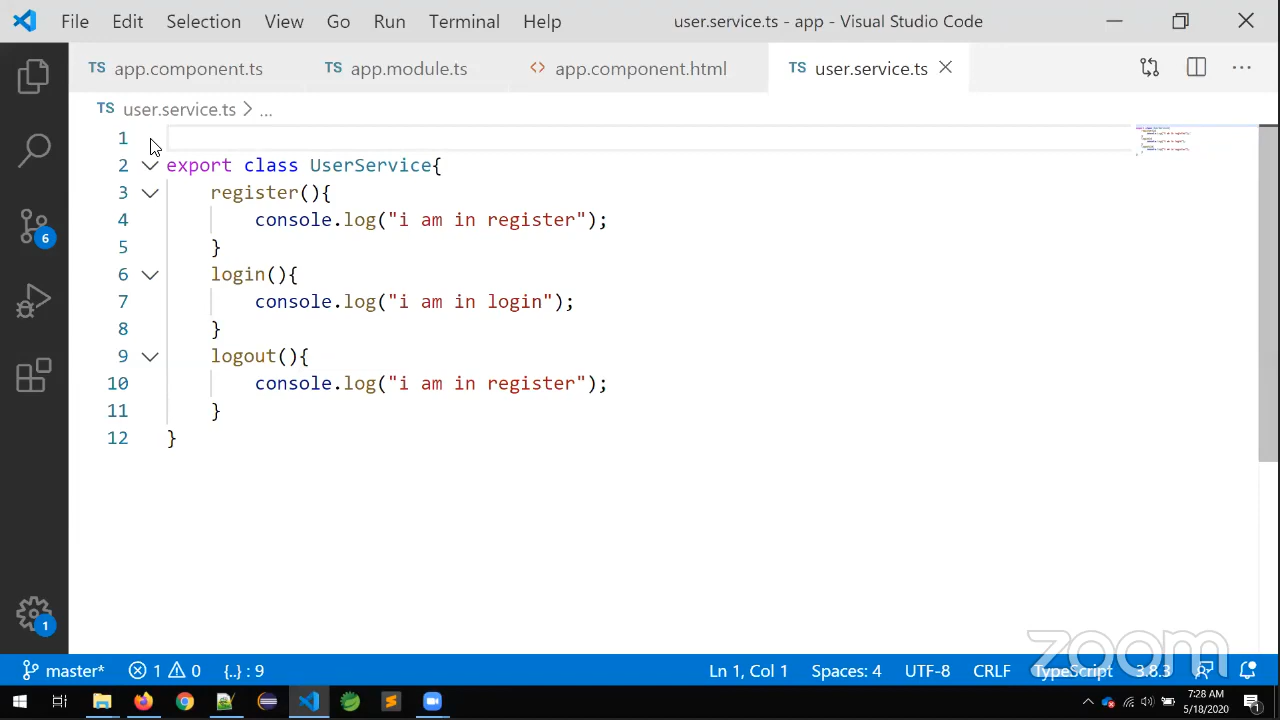 File Edit Selection View Go Run Terminal Help user.service.ts - app - Visual Studio Code
TS app.component.ts TS app.module.ts <> app.component.html TS user.service.ts
TS user.service.ts > ...
1
2 export class UserService{
3 register(){
4 console.log("i am in register");
5 }
6 login(){
7 console.log("i am in login");
8 }
9 logout(){
10 console.log("i am in register");
11 }
12 }
6
1
zoom
master* 1 0 {..} : 9 Ln 1, Col 1 Spaces: 4 UTF-8 CRLF TypeScript 3.8.3
7:28 AM
5/18/2020
1